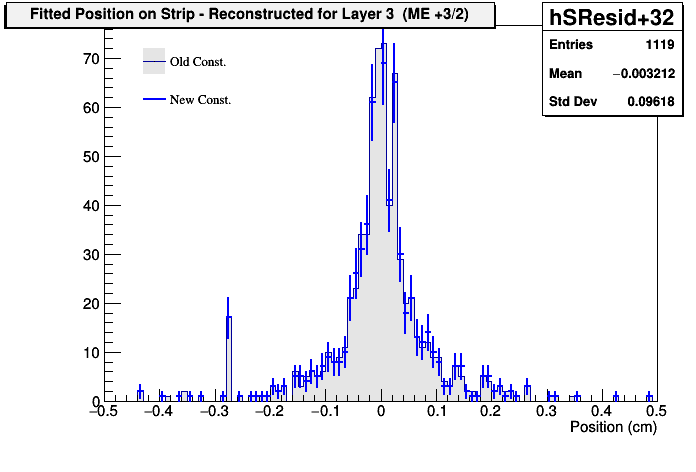 Fitted Position on Strip - Reconstructed for Layer 3 (ME +3/2)
hSResid+32
Entries 1119
Mean −0.003212
Std Dev 0.09618
Old Const.
New Const.
70
60
50
40
30
20
10
0
−0.5 −0.4 −0.3 −0.2 −0.1 0 0.1 0.2 0.3 0.4 0.5
Position (cm)